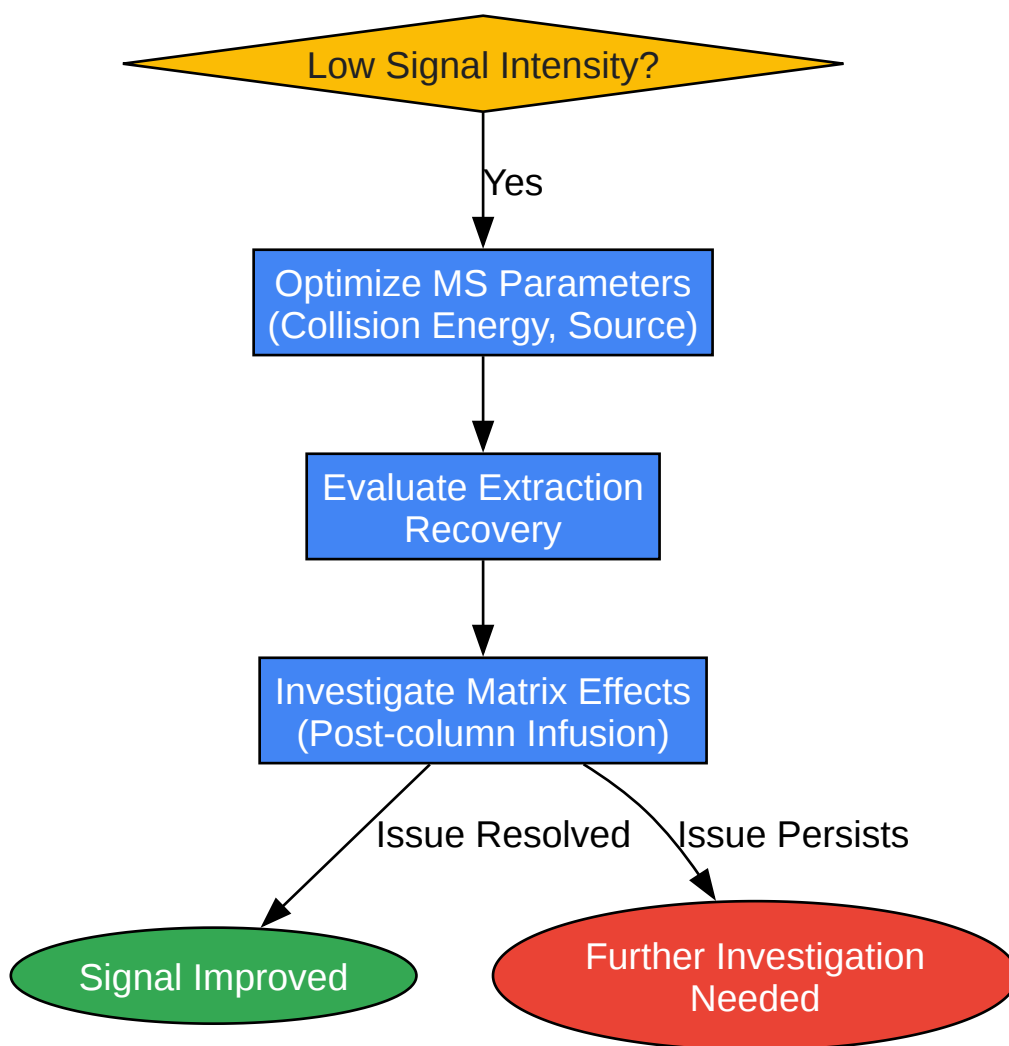 Low Signal Intensity?
Yes
Optimize MS Parameters
(Collision Energy, Source)
Evaluate Extraction
Recovery
Investigate Matrix Effects
(Post-column Infusion)
Issue Resolved
Issue Persists
Signal Improved
Further Investigation
Needed